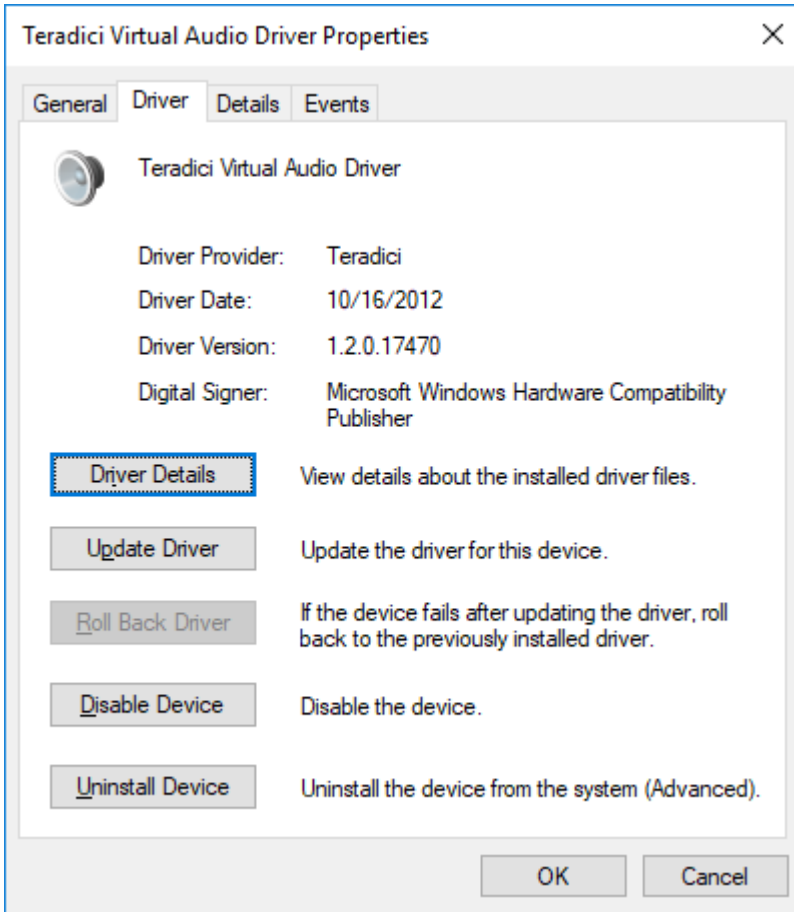 Teradici Virtual Audio Driver Properties
General Driver Details Events
Teradici Virtual Audio Driver
Driver Provider: Teradici
Driver Date: 10/16/2012
Driver Version: 1.2.0.17470
Digital Signer: Microsoft Windows Hardware Compatibility
Publisher
Driver Details View details about the installed driver files.
Update Driver Update the driver for this device.
Roll Back Driver If the device fails after updating the driver, roll
back to the previously installed driver.
Disable Device Disable the device.
Uninstall Device Uninstall the device from the system (Advanced).
OK Cancel